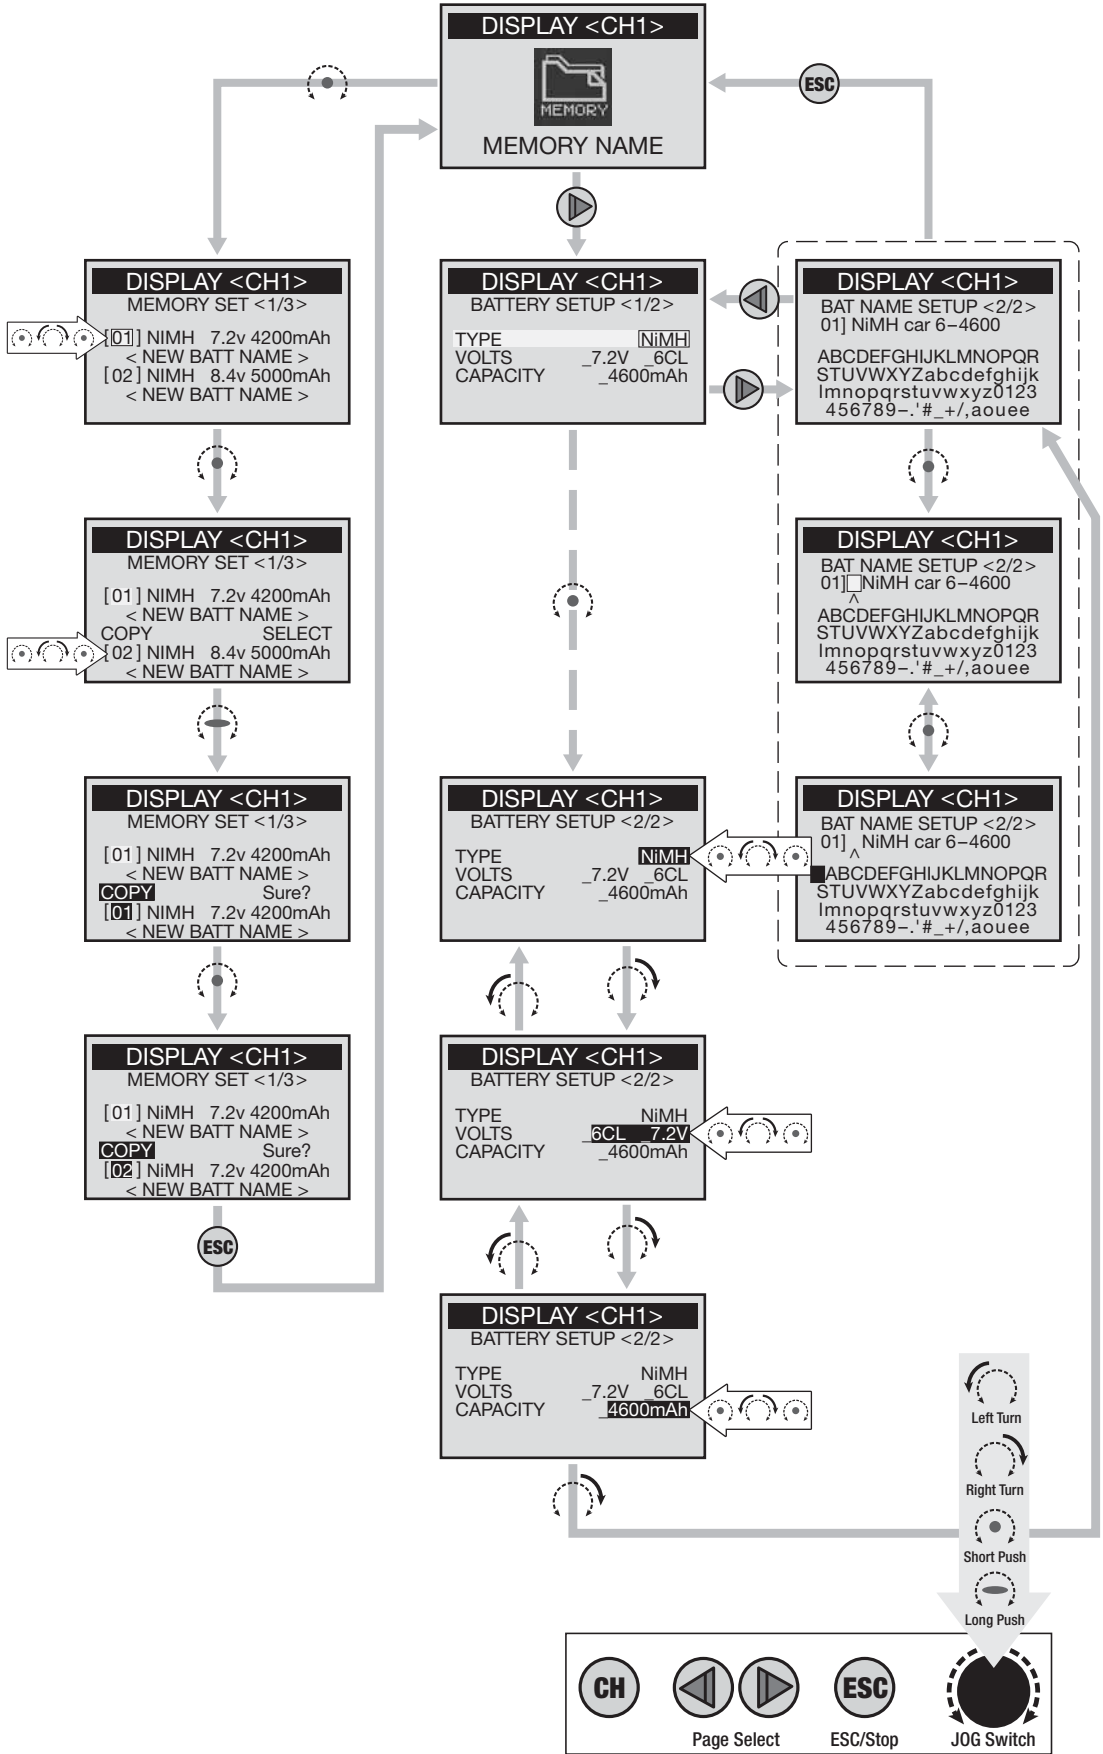 DISPLAY <CH1>
MEMORY
MEMORY NAME
ESC
DISPLAY <CH1>
MEMORY SET <1/3>
[01] NIMH 7.2v 4200mAh
< NEW BATT NAME >
[02] NIMH 8.4v 5000mAh
< NEW BATT NAME >
DISPLAY <CH1>
MEMORY SET <1/3>
[01] NIMH 7.2v 4200mAh
< NEW BATT NAME >
COPY SELECT
[02] NIMH 8.4v 5000mAh
< NEW BATT NAME >
DISPLAY <CH1>
MEMORY SET <1/3>
[01] NIMH 7.2v 4200mAh
< NEW BATT NAME >
COPY Sure?
[01] NIMH 7.2v 4200mAh
< NEW BATT NAME >
DISPLAY <CH1>
MEMORY SET <1/3>
[01] NiMH 7.2v 4200mAh
< NEW BATT NAME >
COPY Sure?
[02] NiMH 7.2v 4200mAh
< NEW BATT NAME >
ESC
DISPLAY <CH1>
BATTERY SETUP <1/2>
TYPE NiMH
VOLTS _7.2V _6CL
CAPACITY _4600mAh
DISPLAY <CH1>
BATTERY SETUP <2/2>
TYPE NiMH
VOLTS _7.2V _6CL
CAPACITY _4600mAh
DISPLAY <CH1>
BATTERY SETUP <2/2>
TYPE NiMH
VOLTS _6CL _7.2V
CAPACITY _4600mAh
DISPLAY <CH1>
BATTERY SETUP <2/2>
TYPE NiMH
VOLTS _7.2V _6CL
CAPACITY _4600mAh
DISPLAY <CH1>
BAT NAME SETUP <2/2>
01] NiMH car 6–4600
ABCDEFGHIJKLMNOPQR
STUVWXYZabcdefghijk
lmnopqrstuvwxyz0123
456789–.'#_+/,aouee
DISPLAY <CH1>
BAT NAME SETUP <2/2>
01] NiMH car 6–4600
^
ABCDEFGHIJKLMNOPQR
STUVWXYZabcdefghijk
lmnopqrstuvwxyz0123
456789–.'#_+/,aouee
DISPLAY <CH1>
BAT NAME SETUP <2/2>
01] NiMH car 6–4600
^
ABCDEFGHIJKLMNOPQR
STUVWXYZabcdefghijk
lmnopqrstuvwxyz0123
456789–.'#_+/,aouee
Left Turn
Right Turn
Short Push
Long Push
CH
ESC
Page Select
ESC/Stop
JOG Switch